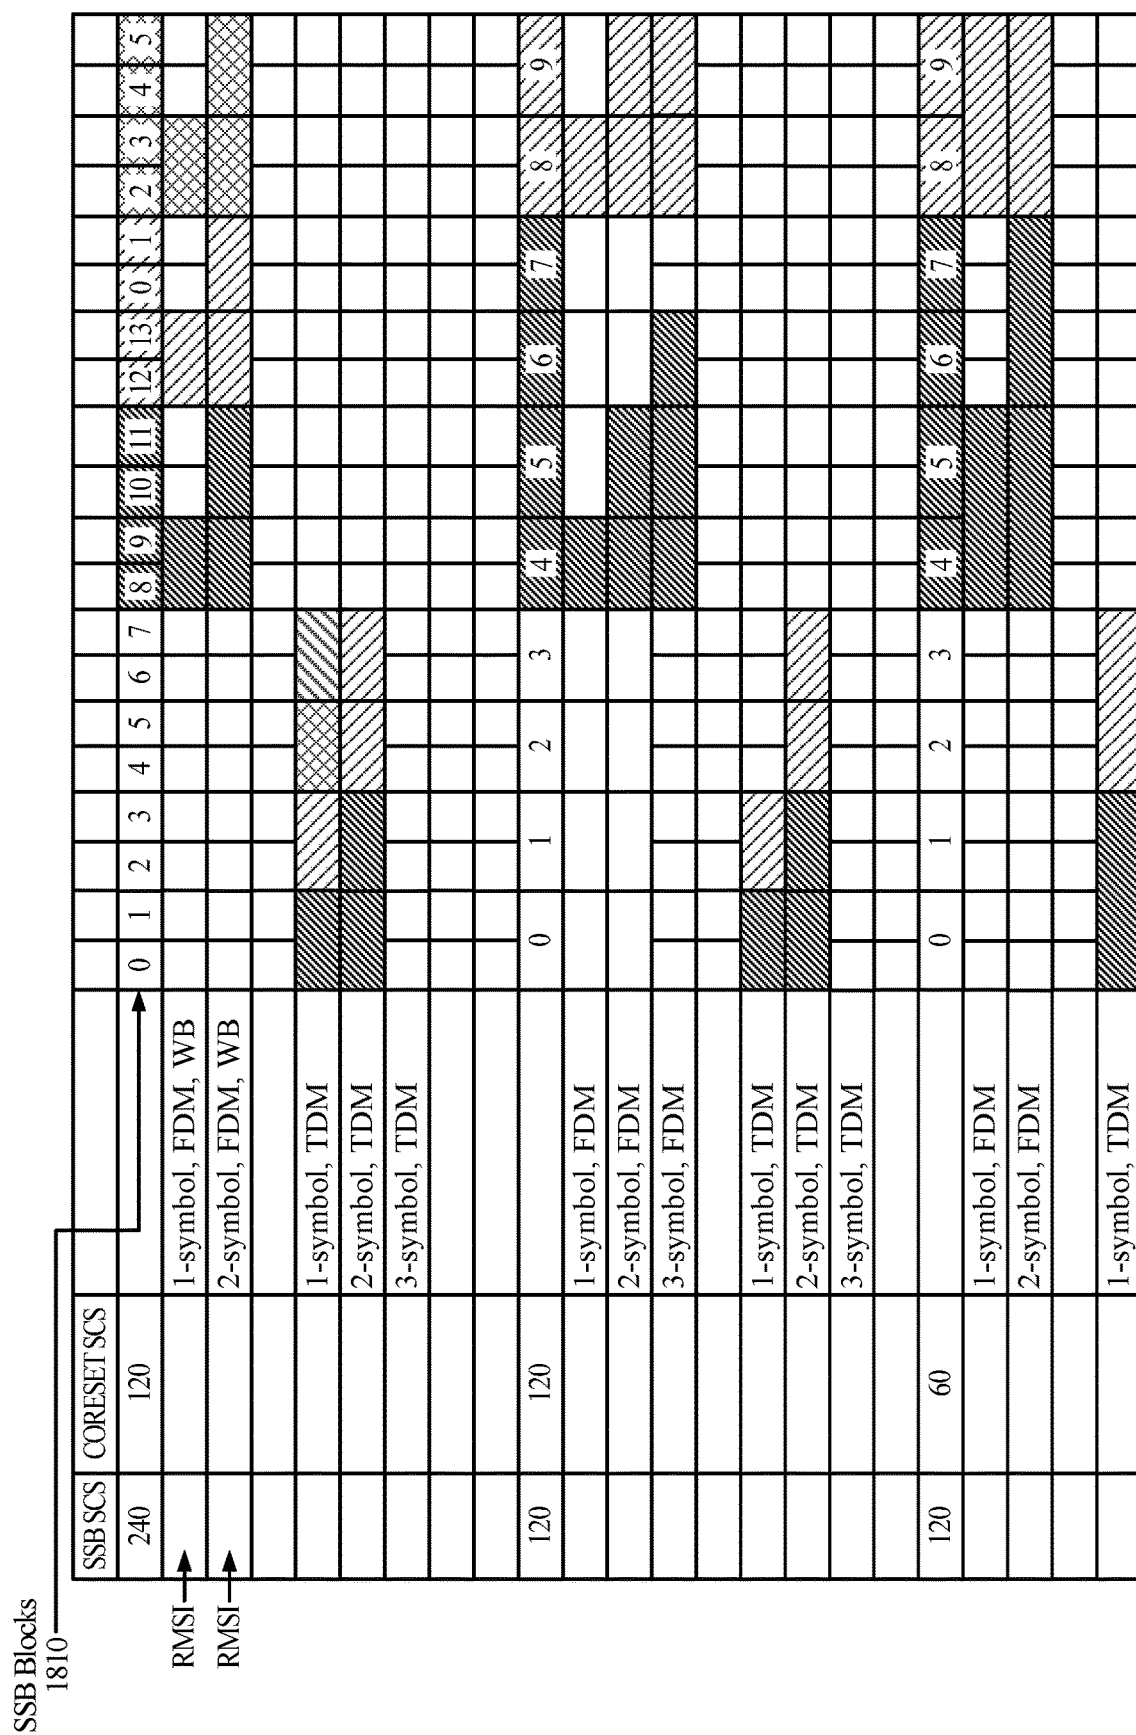 SSB Blocks
1810
SSB SCS CORESET SCS
240 120 0 1 2 3 4 5 6 7 8 9 10 11 12 13 0 1 2 3 4 5
RMSI 1-symbol, FDM, WB
RMSI 2-symbol, FDM, WB
1-symbol, TDM
2-symbol, TDM
3-symbol, TDM
120 120 0 1 2 3 4 5 6 7 8 9
1-symbol, FDM
2-symbol, FDM
3-symbol, FDM
1-symbol, TDM
2-symbol, TDM
3-symbol, TDM
120 60 0 1 2 3 4 5 6 7 8 9
1-symbol, FDM
2-symbol, FDM
1-symbol, TDM